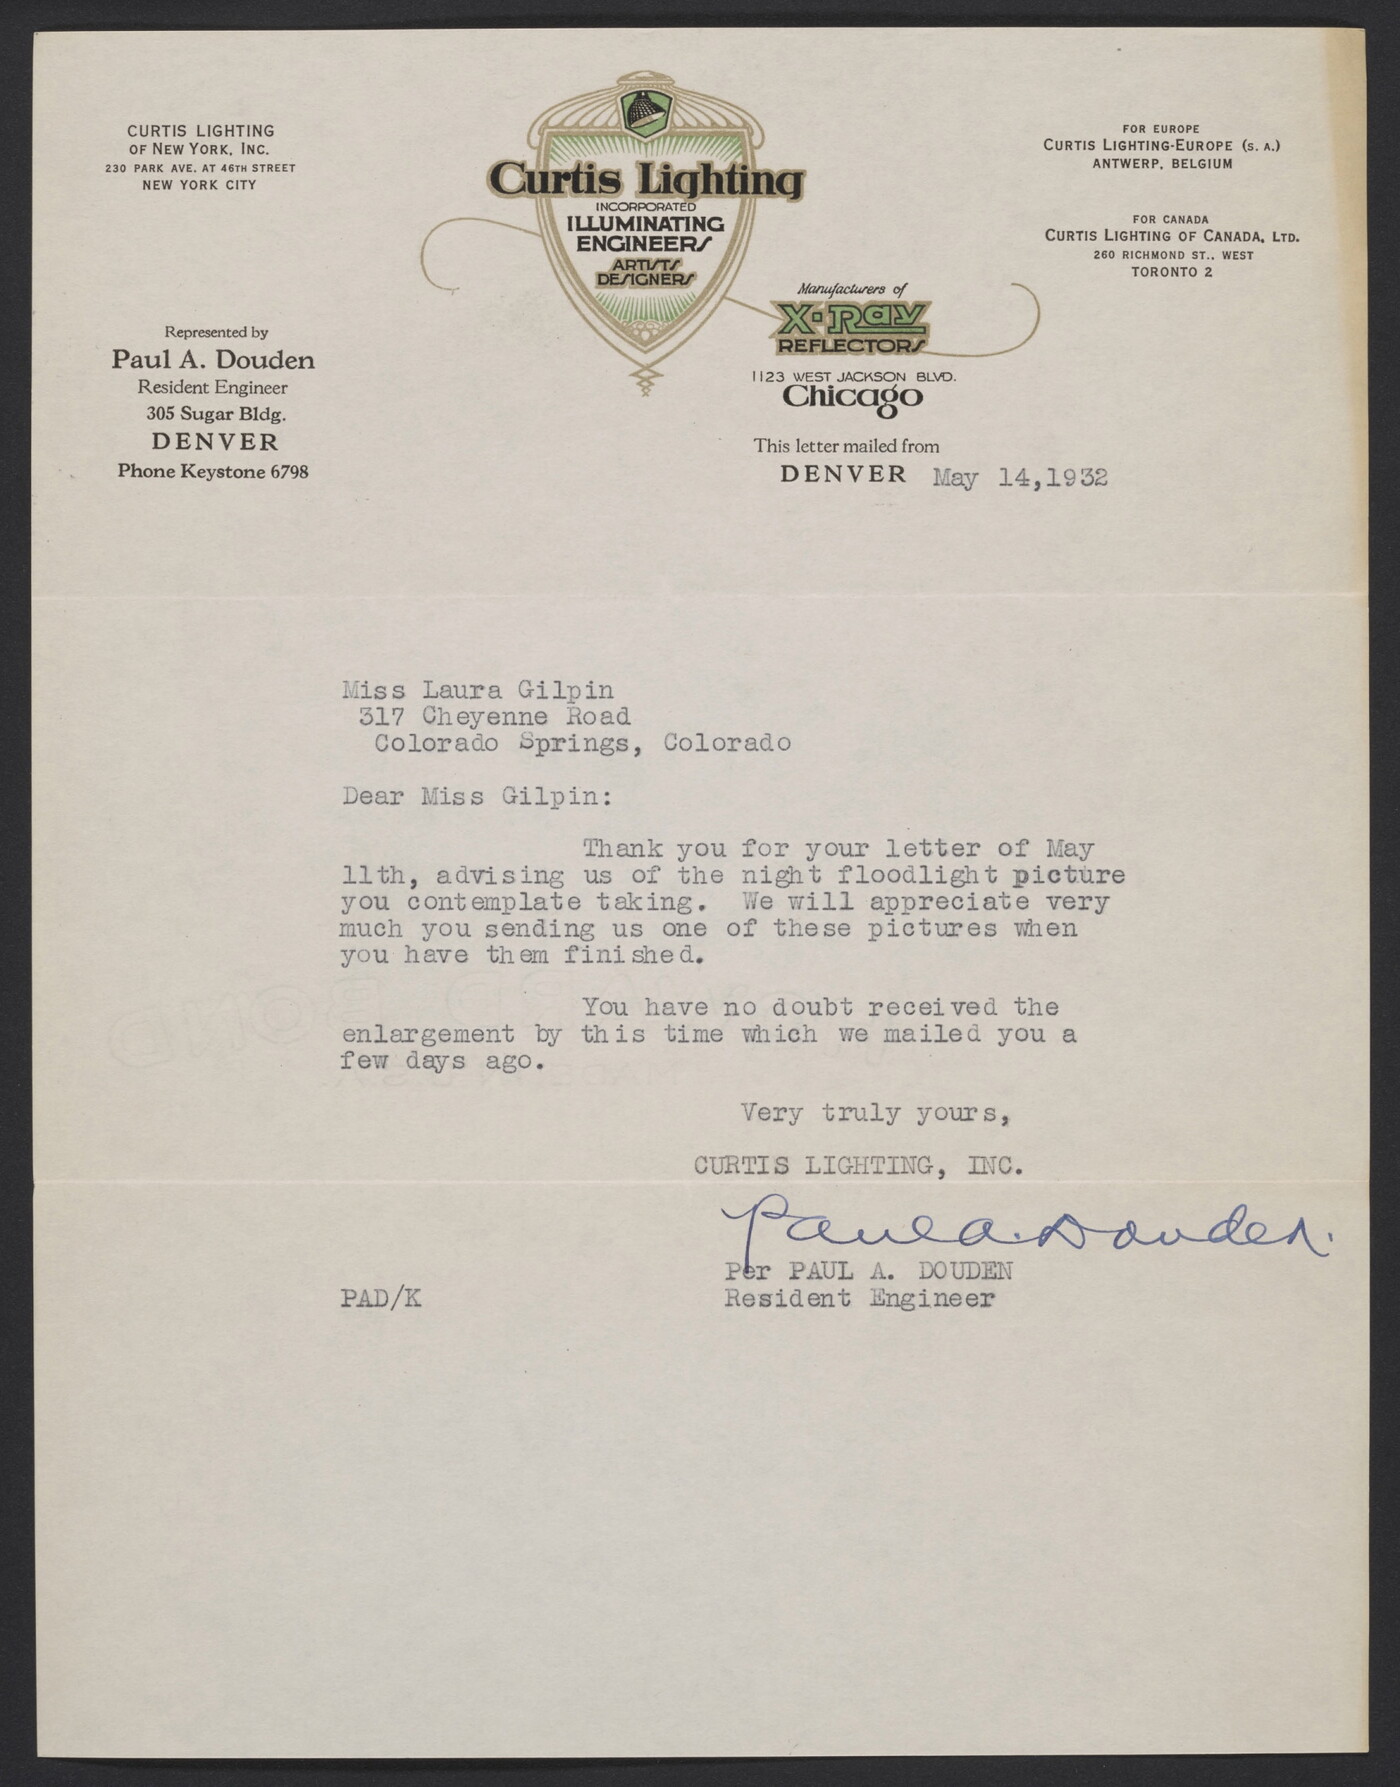 CURTIS LIGHTING
OF NEW YORK, INC.
230 PARK AVE. AT 46TH STREET
NEW YORK CITY
Curtis Lighting
INCORPORATED
ILLUMINATING
ENGINEERS
ARTISTS
DESIGNERS
FOR EUROPE
CURTIS LIGHTING-EUROPE (S. A.)
ANTWERP, BELGIUM
FOR CANADA
CURTIS LIGHTING OF CANADA, LTD.
260 RICHMOND ST., WEST
TORONTO 2
Manufacturers of
X-Ray
REFLECTORS
1123 WEST JACKSON BLVD.
Chicago
Represented by
Paul A. Douden
Resident Engineer
305 Sugar Bldg.
DENVER
Phone Keystone 6798
This letter mailed from
DENVER May 14,1932
Miss Laura Gilpin
317 Cheyenne Road
Colorado Springs, Colorado
Dear Miss Gilpin:
Thank you for your letter of May
11th, advising us of the night floodlight picture
you contemplate taking. We will appreciate very
much you sending us one of these pictures when
you have them finished.
You have no doubt received the
enlargement by this time which we mailed you a
few days ago.
Very truly yours,
CURTIS LIGHTING, INC.
Paul A. Douden.
Per PAUL A. DOUDEN
PAD/K Resident Engineer